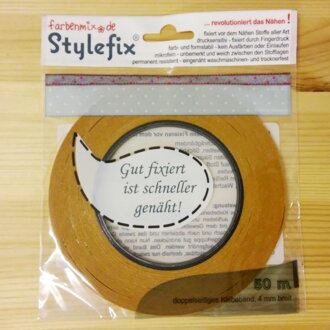 farbenmix.de
Stylefix®
... revolutioniert das Nähen!
fixiert vor dem Nähen Stoffe aller Art
drucksensitiv - fixiert durch Fingerdruck
farb- und formstabil - kein Ausfärben oder Einlaufen
mikrofein - unbemerkt und weich zwischen den Stofflagen
permanent resistent - eingenäht waschmaschinen- und trocknerfest
Gut fixiert
ist schneller
genäht!
50 m
doppelseitiges Klebeband, 4 mm breit